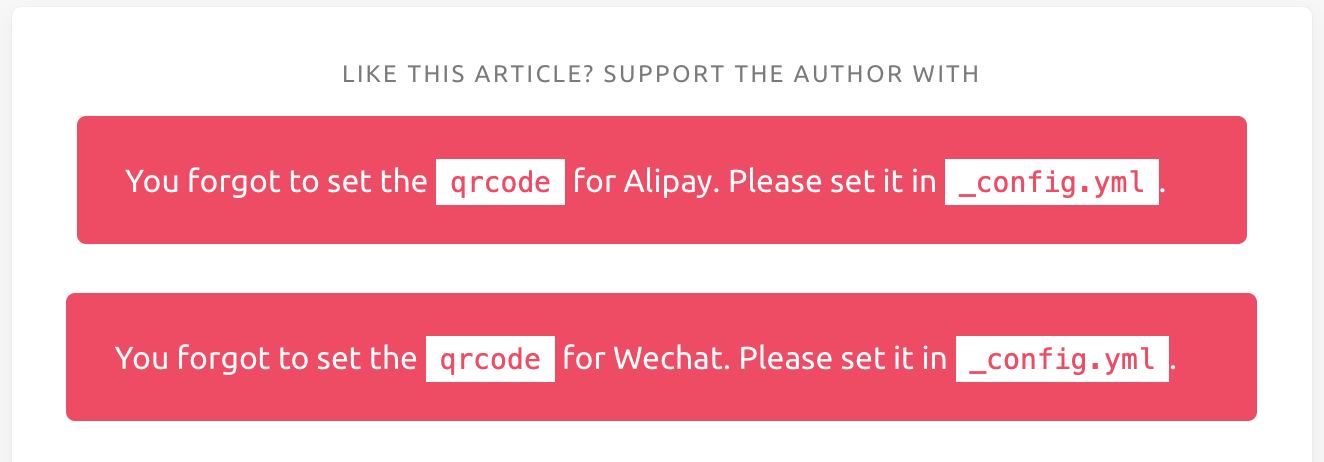 LIKE THIS ARTICLE? SUPPORT THE AUTHOR WITH
You forgot to set the qrcode for Alipay. Please set it in _config.yml.
You forgot to set the qrcode for Wechat. Please set it in _config.yml.